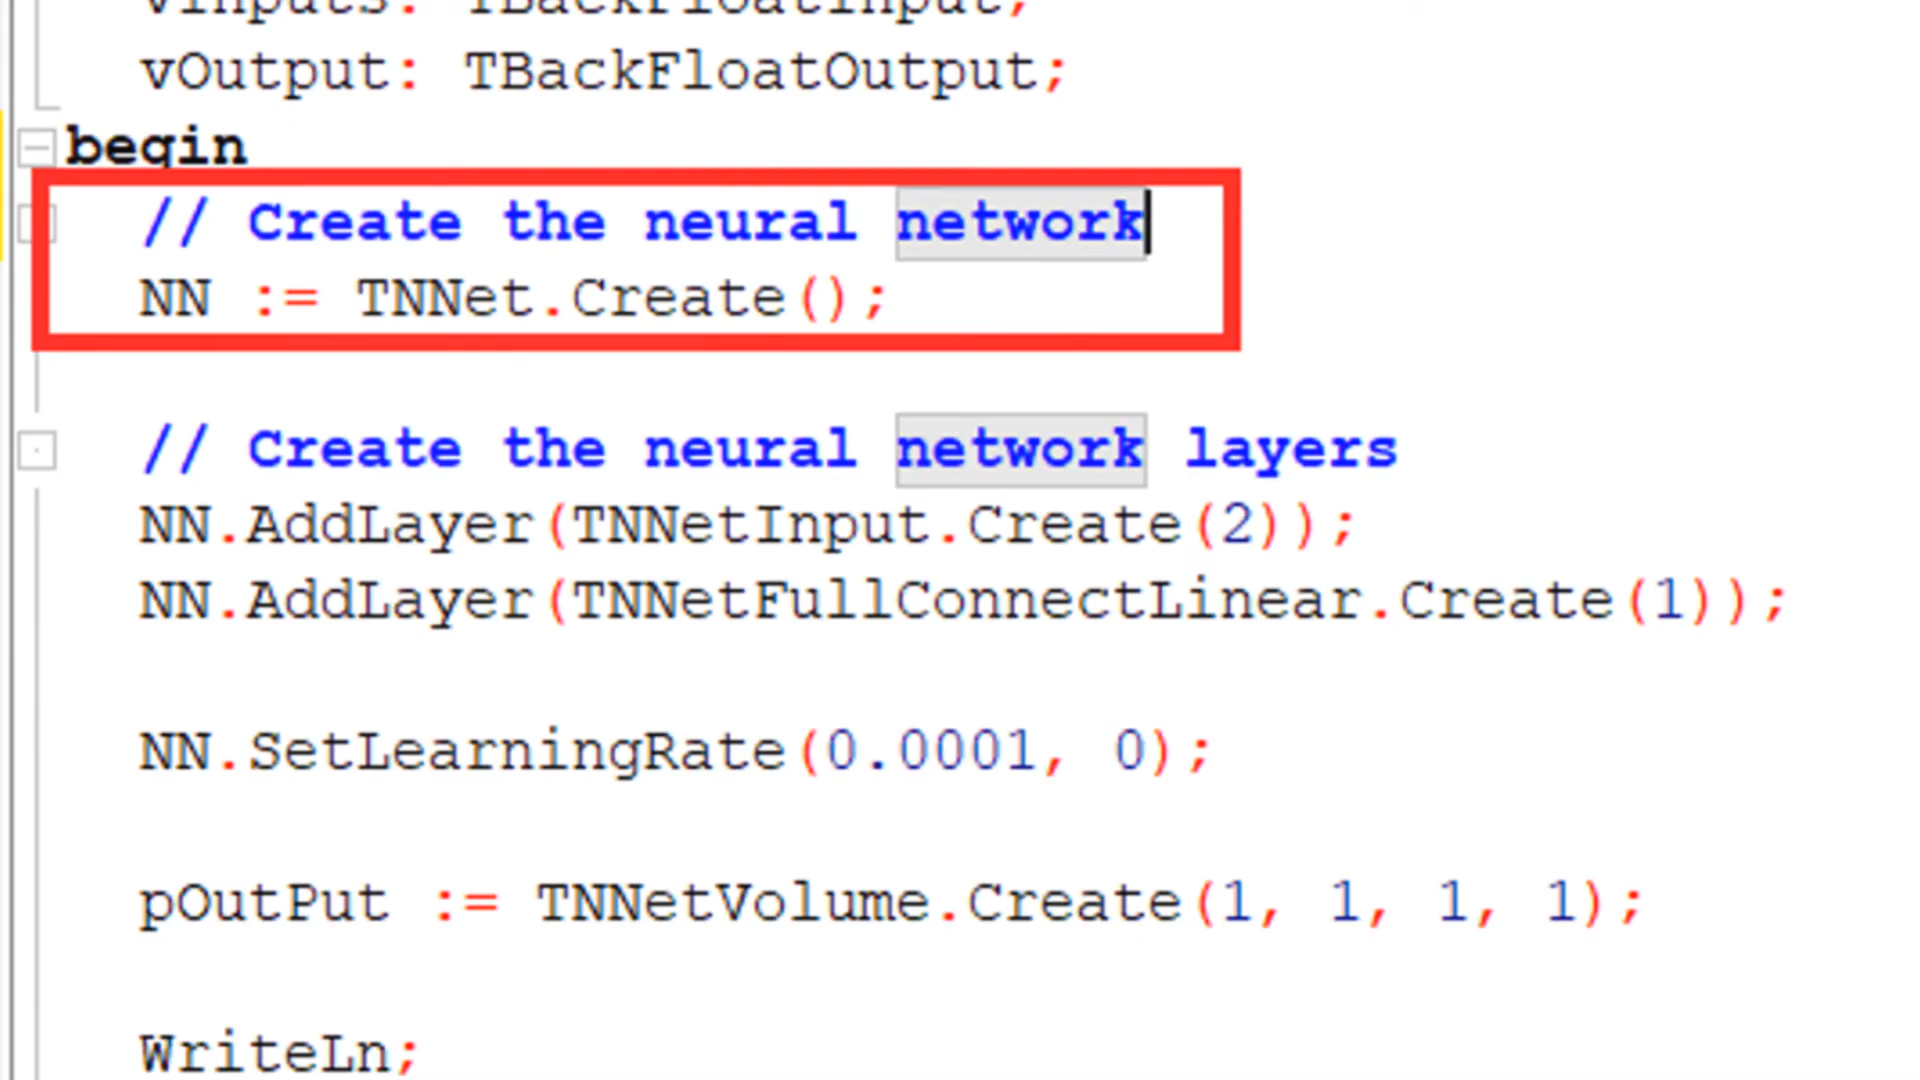 vInputs: TBackFloatInput;
vOutput: TBackFloatOutput;
begin
// Create the neural network
NN := TNNet.Create();
// Create the neural network layers
NN.AddLayer(TNNetInput.Create(2));
NN.AddLayer(TNNetFullConnectLinear.Create(1));
NN.SetLearningRate(0.0001, 0);
pOutPut := TNNetVolume.Create(1, 1, 1, 1);
WriteLn;